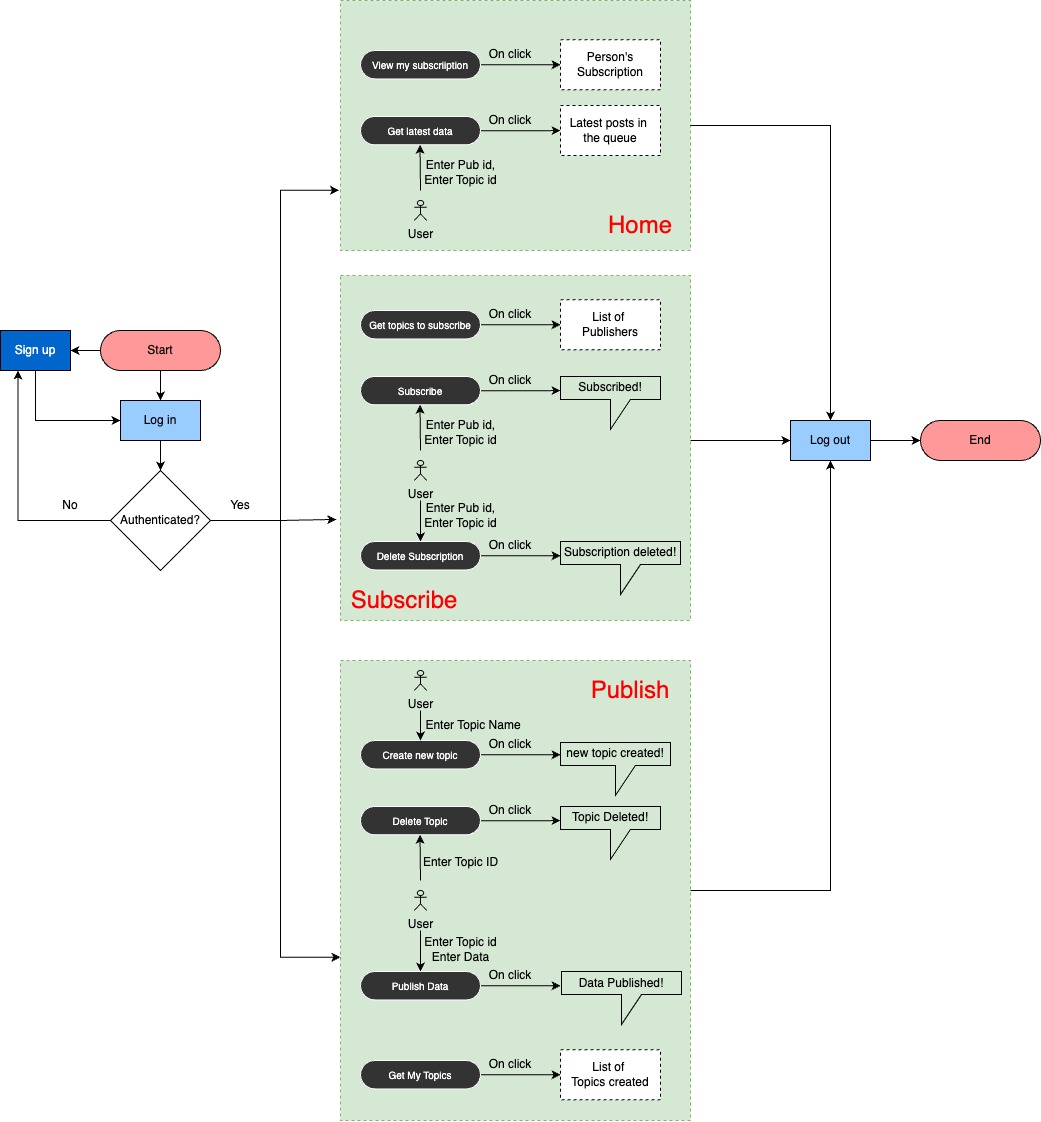 View my subscriiption
On click
Person's
Subscription
Get latest data
On click
Latest posts in
the queue
Enter Pub id,
Enter Topic id
User
Home
Get topics to subscribe
On click
List of
Publishers
Sign up
Start
Subscribe
On click
Subscribed!
Log in
Enter Pub id,
Enter Topic id
Log out
End
User
No
Authenticated?
Yes
Enter Pub id,
Enter Topic id
Delete Subscription
On click
Subscription deleted!
Subscribe
Publish
User
Enter Topic Name
Create new topic
On click
new topic created!
Delete Topic
On click
Topic Deleted!
Enter Topic ID
User
Enter Topic id
Enter Data
Publish Data
On click
Data Published!
Get My Topics
On click
List of
Topics created